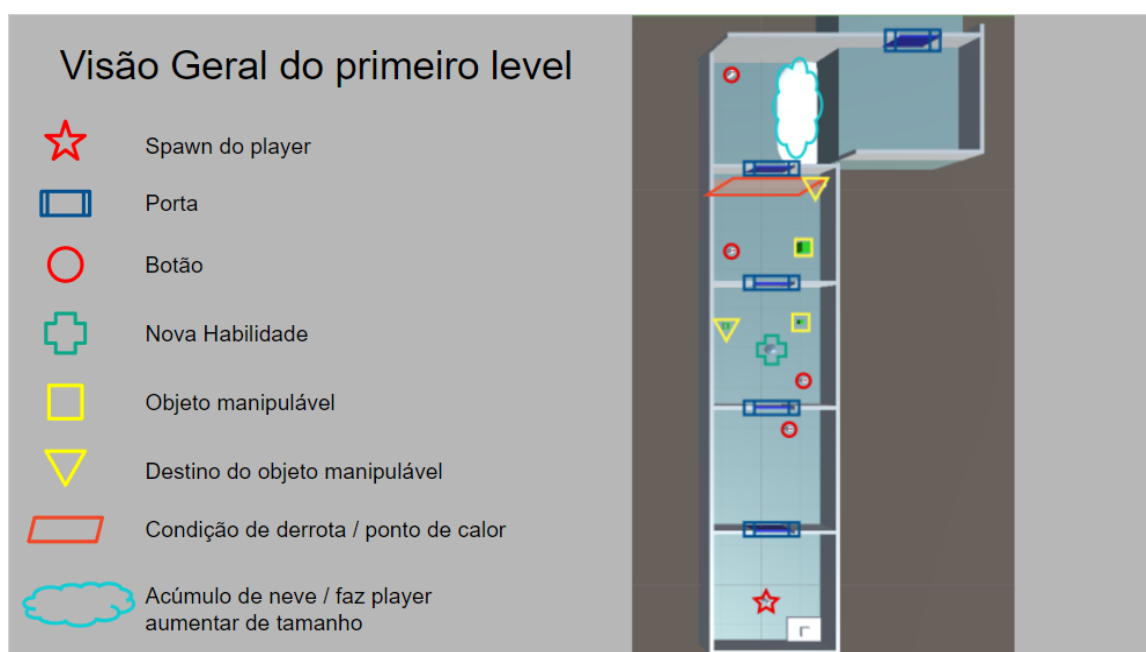 Visão Geral do primeiro level
Spawn do player
Porta
Botão
Nova Habilidade
Objeto manipulável
Destino do objeto manipulável
Condição de derrota / ponto de calor
Acúmulo de neve / faz player
aumentar de tamanho